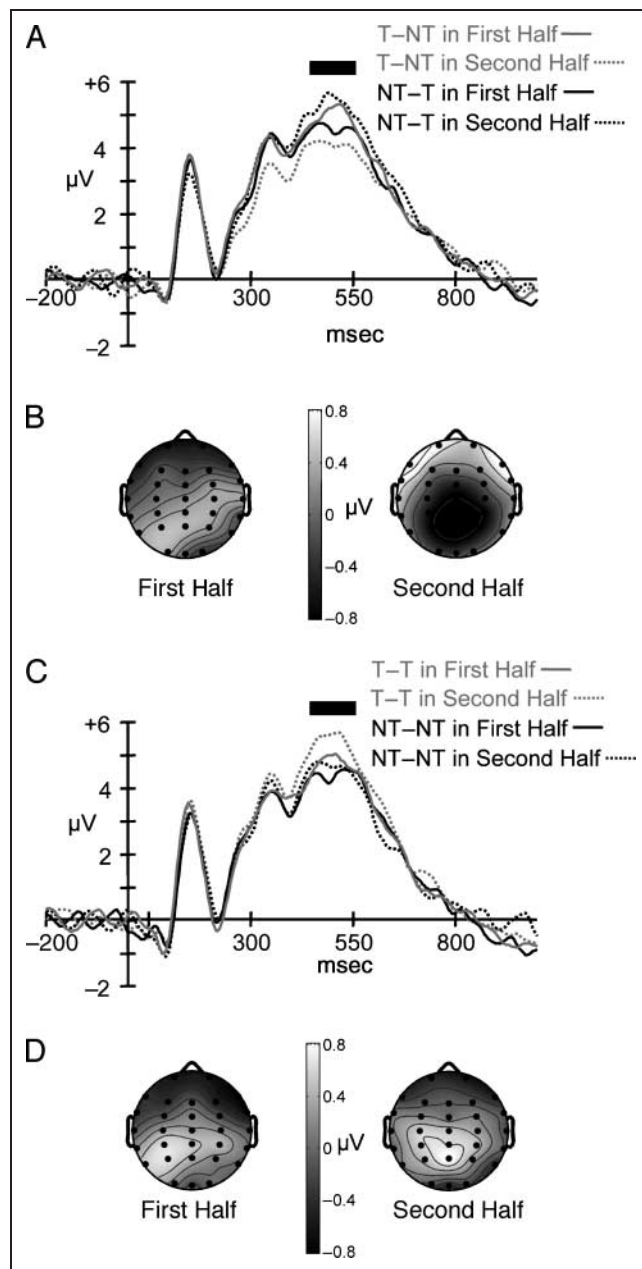 A
T–NT in First Half
T–NT in Second Half
NT–T in First Half
NT–T in Second Half
+6
4
µV
2
–200
300
550
800
msec
–2
B
0.8
0.4
0
µV
–0.4
–0.8
First Half
Second Half
C
T–T in First Half
T–T in Second Half
NT–NT in First Half
NT–NT in Second Half
+6
4
µV
2
–200
300
550
800
msec
–2
D
0.8
0.4
0
µV
–0.4
–0.8
First Half
Second Half